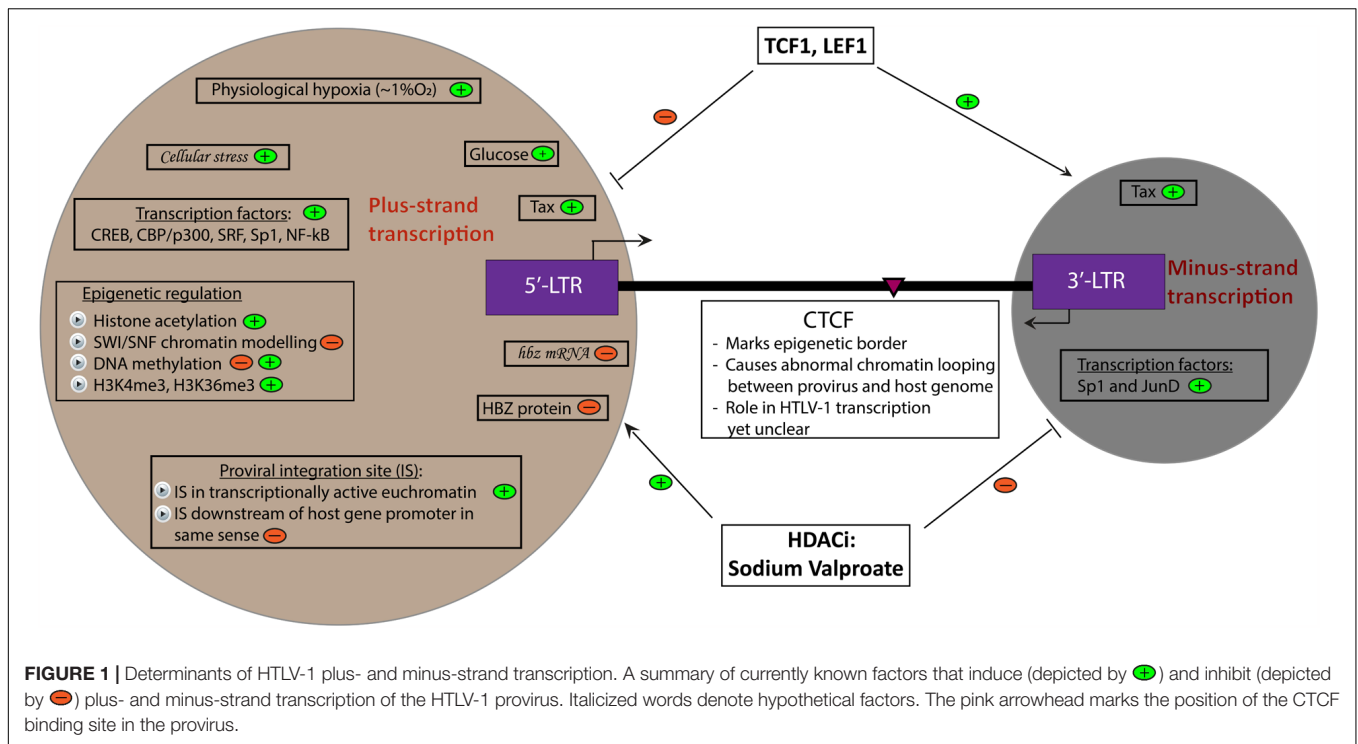 TCF1, LEF1
Physiological hypoxia (~1%O₂) +
−
+
Cellular stress +
Glucose +
Tax +
Tax +
Transcription factors: +
CREB, CBP/p300, SRF, Sp1, NF-kB
Plus-strand
transcription
5'-LTR
3'-LTR
Minus-strand
transcription
Epigenetic regulation
Histone acetylation +
SWI/SNF chromatin modelling −
DNA methylation − +
H3K4me3, H3K36me3 +
hbz mRNA −
HBZ protein −
CTCF
- Marks epigenetic border
- Causes abnormal chromatin looping
between provirus and host genome
- Role in HTLV-1 transcription
yet unclear
Transcription factors:
Sp1 and JunD +
Proviral integration site (IS):
IS in transcriptionally active euchromatin +
IS downstream of host gene promoter in
same sense −
+
−
HDACi:
Sodium Valproate
FIGURE 1 | Determinants of HTLV-1 plus- and minus-strand transcription. A summary of currently known factors that induce (depicted by +) and inhibit (depicted
by −) plus- and minus-strand transcription of the HTLV-1 provirus. Italicized words denote hypothetical factors. The pink arrowhead marks the position of the CTCF
binding site in the provirus.